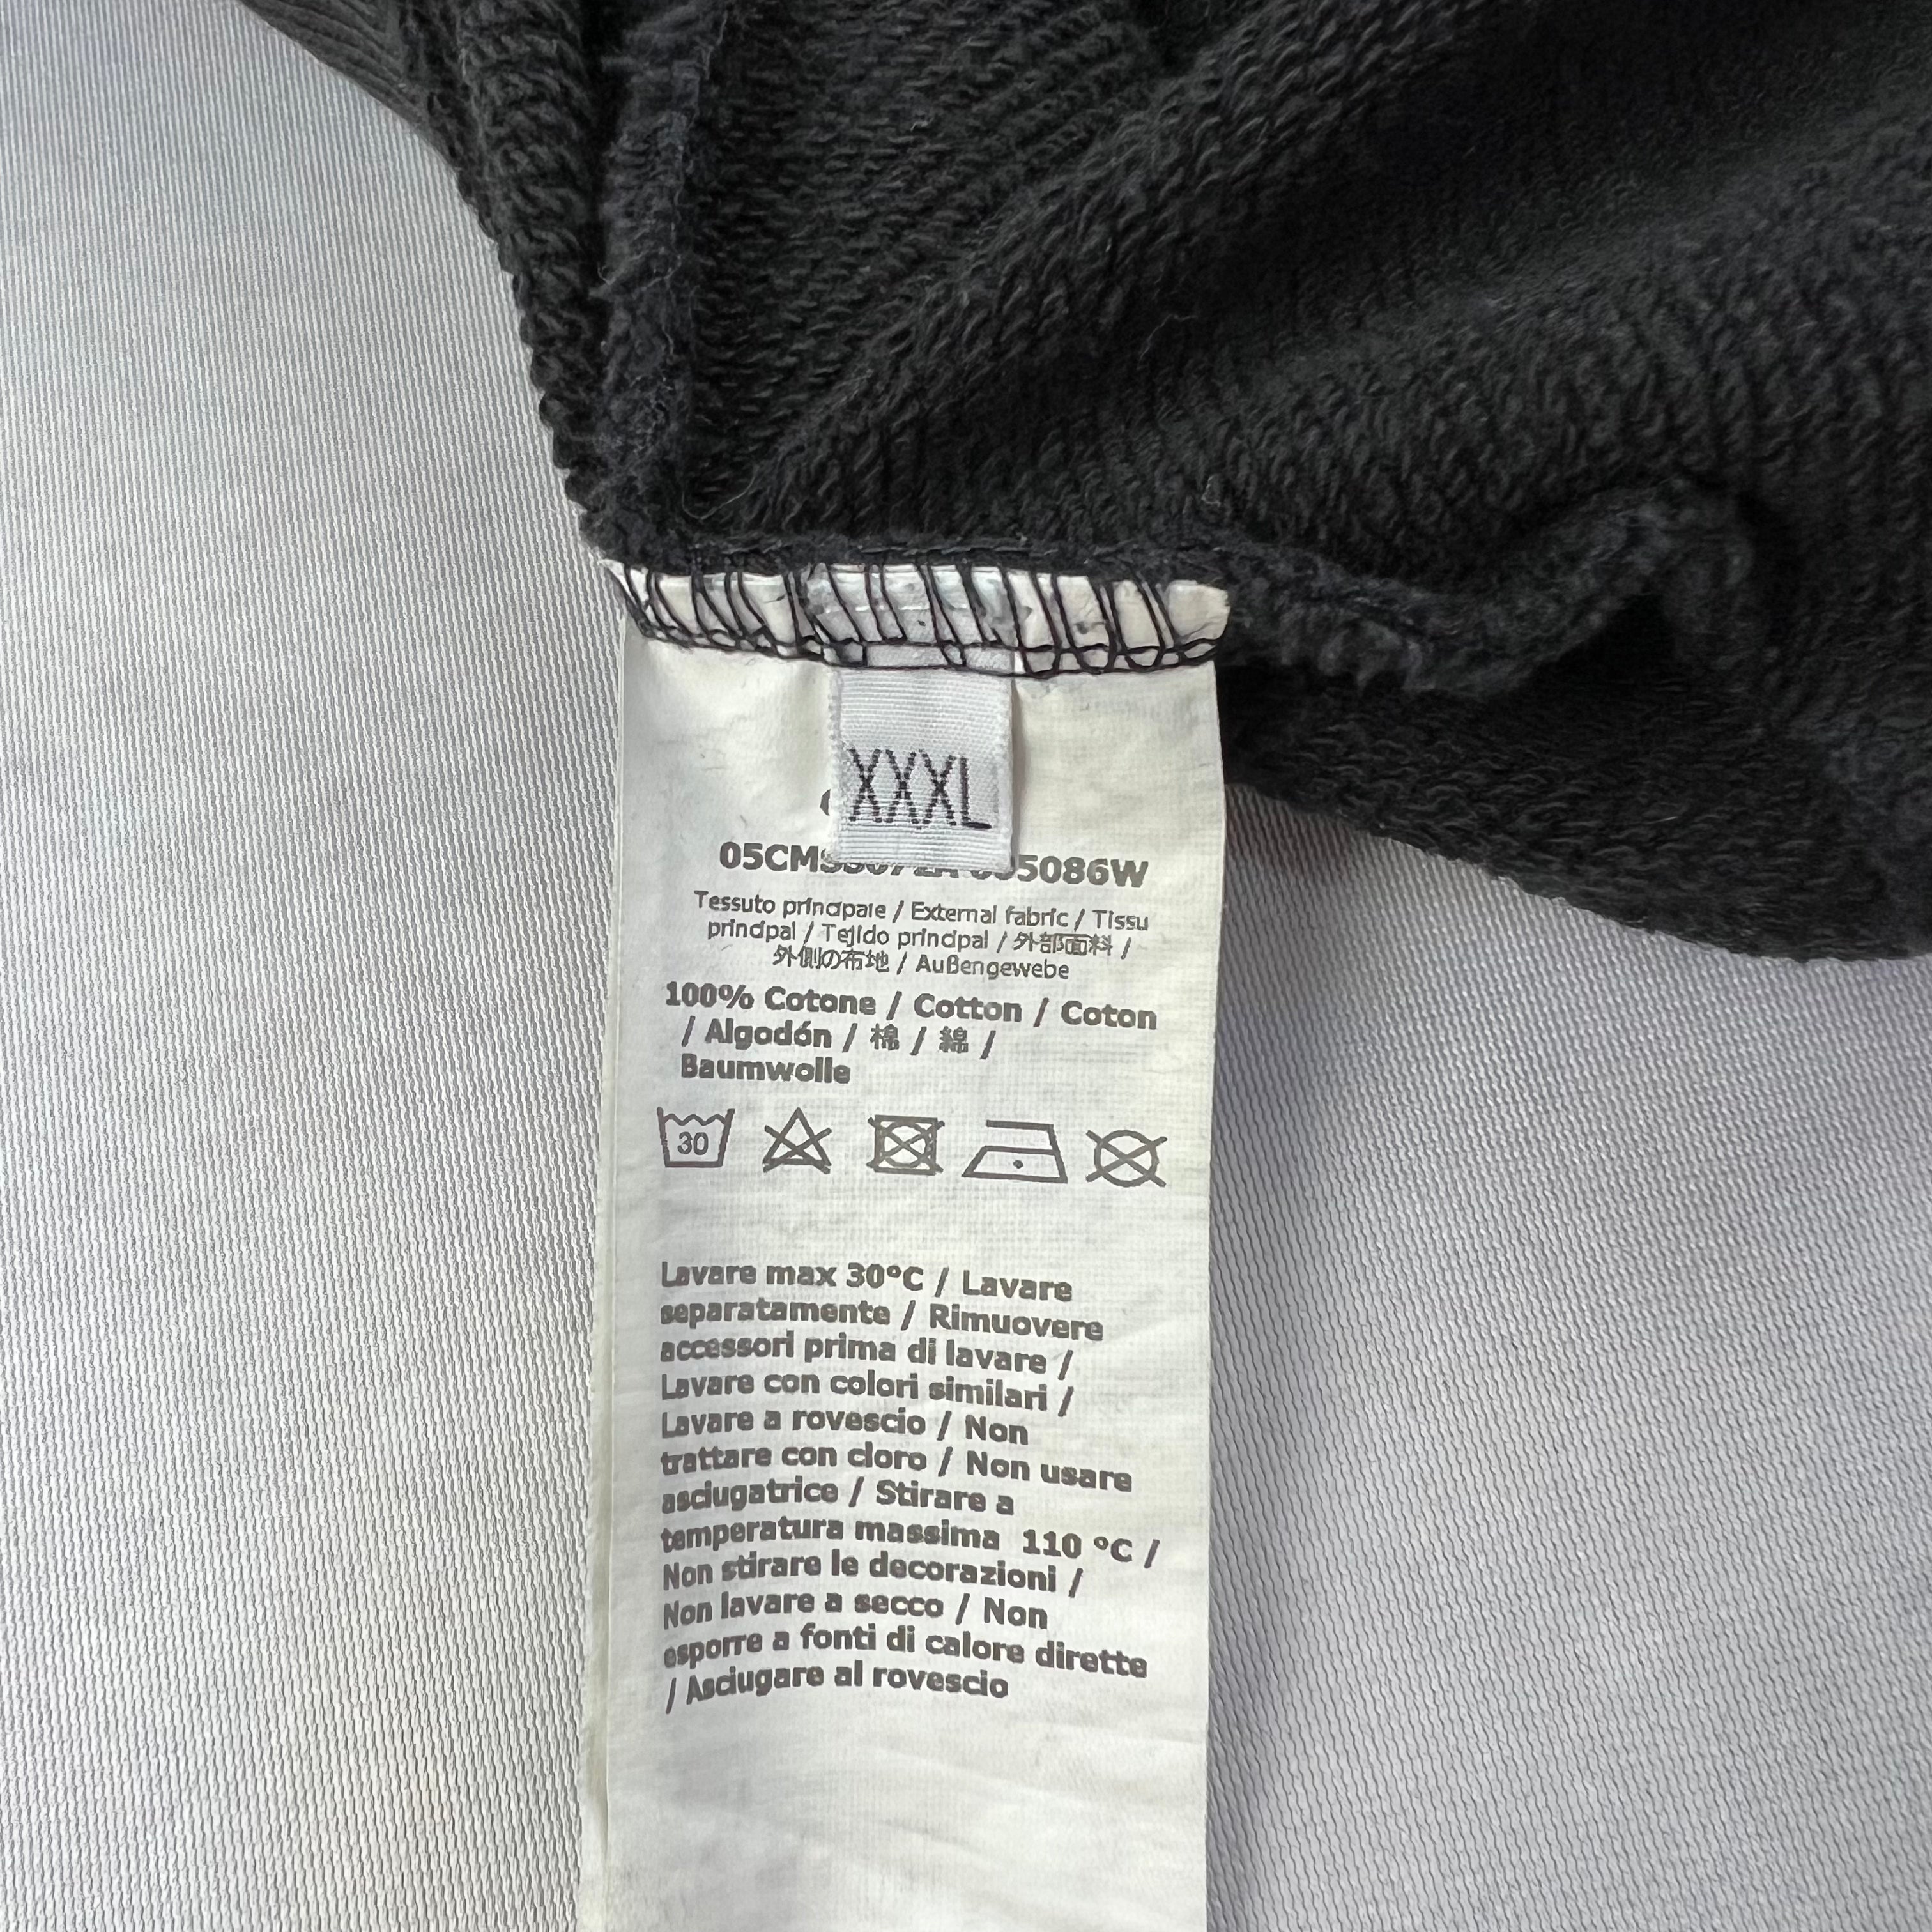 XXXL
5086W
Tessuto principale / External fabric / Tissu
principal / Tejido principal / 外部面料 /
外側の布地 / Außengewebe
100% Cotone / Cotton / Coton
/ Algodón / 棉 / 綿 /
Baumwolle
30
Lavare max 30°C / Lavare
separatamente / Rimuovere
accessori prima di lavare /
Lavare con colori similari /
Lavare a rovescio / Non
trattare con cloro / Non usare
asciugatrice / Stirare a
temperatura massima 110 °C /
Non stirare le decorazioni /
Non lavare a secco / Non
esporre a fonti di calore dirette
/ Asciugare al rovescio